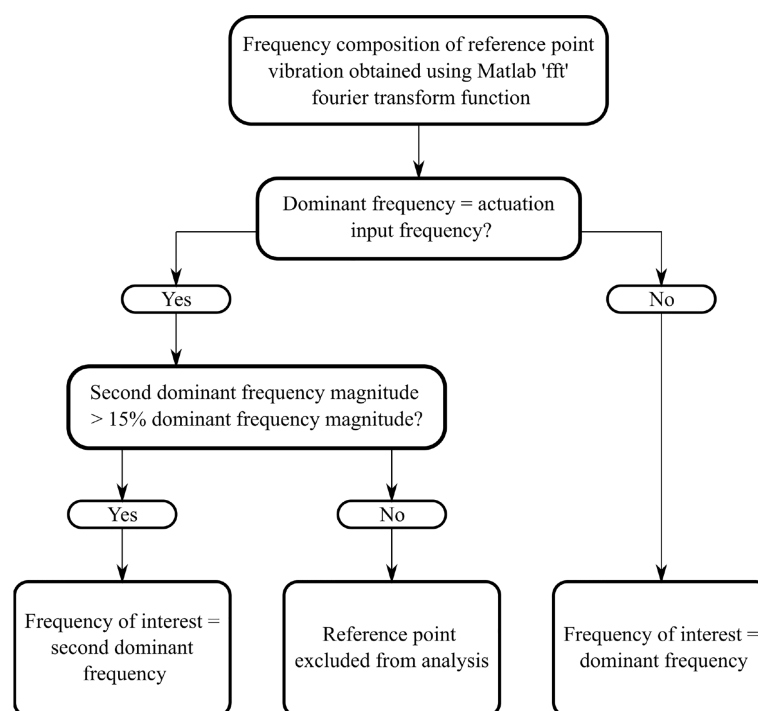 Frequency composition of reference point
vibration obtained using Matlab 'fft'
fourier transform function
Dominant frequency = actuation
input frequency?
Yes
No
Second dominant frequency magnitude
> 15% dominant frequency magnitude?
Yes
No
Frequency of interest =
second dominant
frequency
Reference point
excluded from analysis
Frequency of interest =
dominant frequency